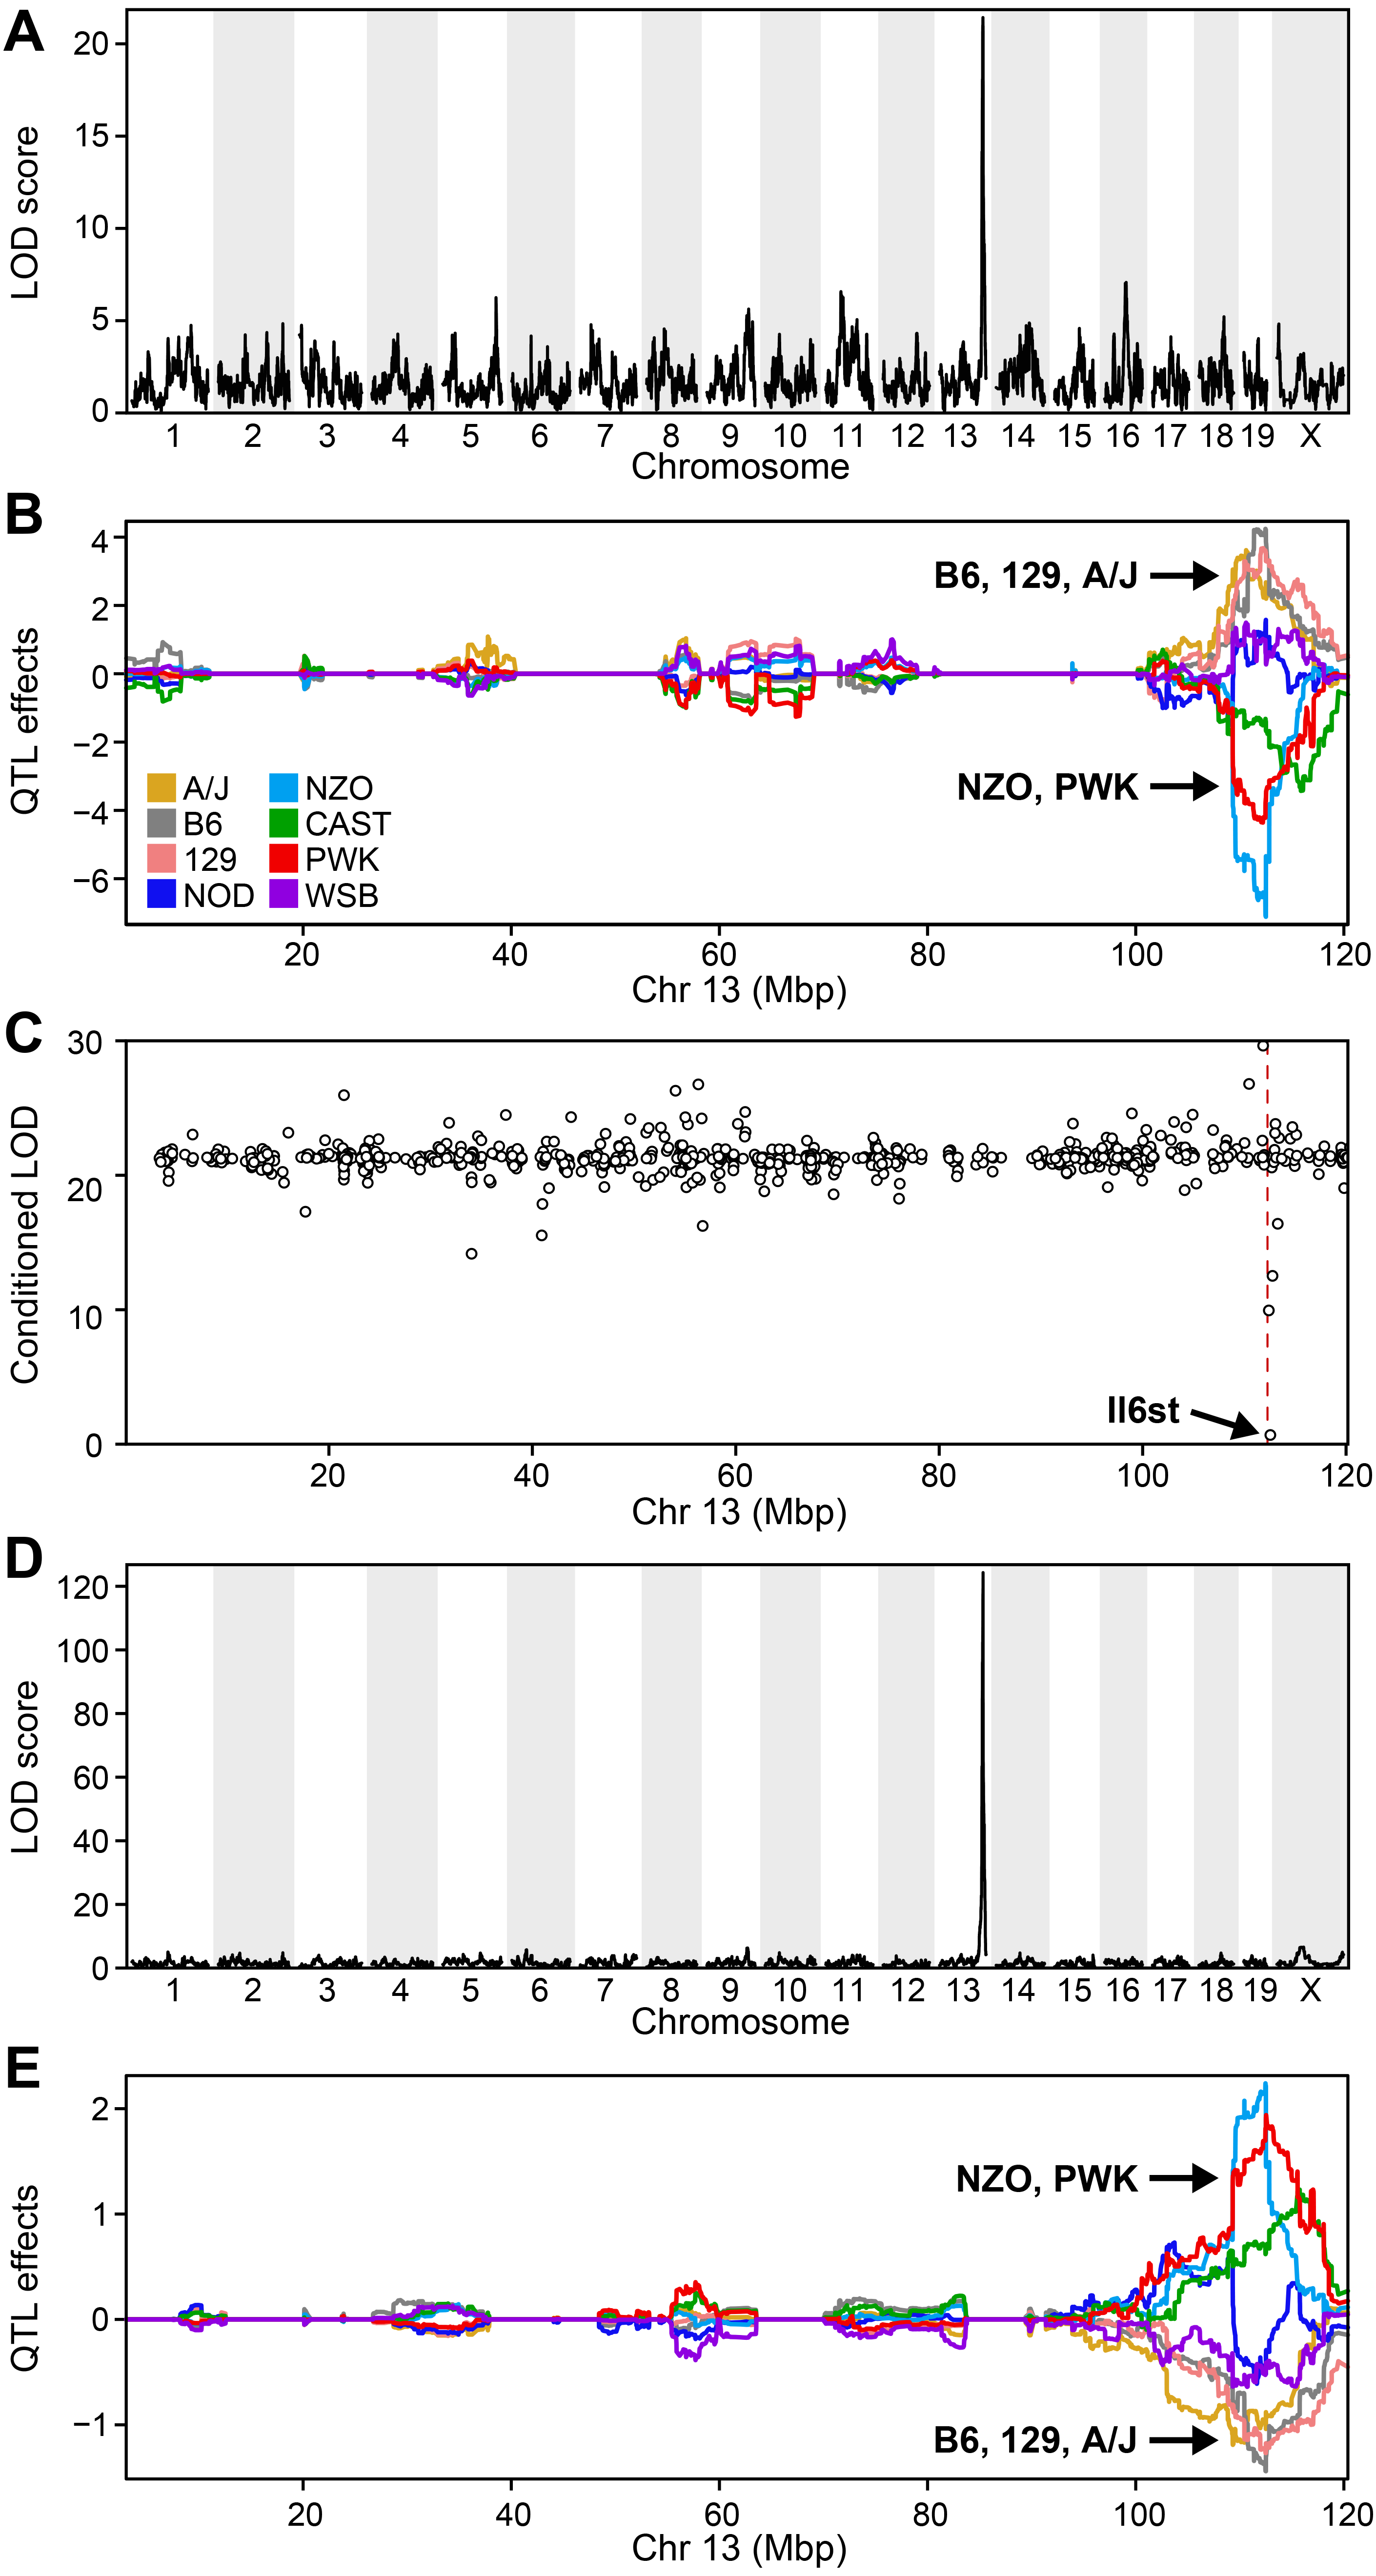 A
LOD score
20
15
10
5
0
1 2 3 4 5 6 7 8 9 10 11 12 13 14 15 16 17 18 19 X
Chromosome
B
QTL effects
4
2
0
−2
−4
−6
B6, 129, A/J
NZO, PWK
A/J NZO
B6 CAST
129 PWK
NOD WSB
20 40 60 80 100 120
Chr 13 (Mbp)
C
Conditioned LOD
30
20
10
0
Il6st
20 40 60 80 100 120
Chr 13 (Mbp)
D
LOD score
120
100
80
60
40
20
0
1 2 3 4 5 6 7 8 9 10 11 12 13 14 15 16 17 18 19 X
Chromosome
E
QTL effects
2
1
0
−1
NZO, PWK
B6, 129, A/J
20 40 60 80 100 120
Chr 13 (Mbp)